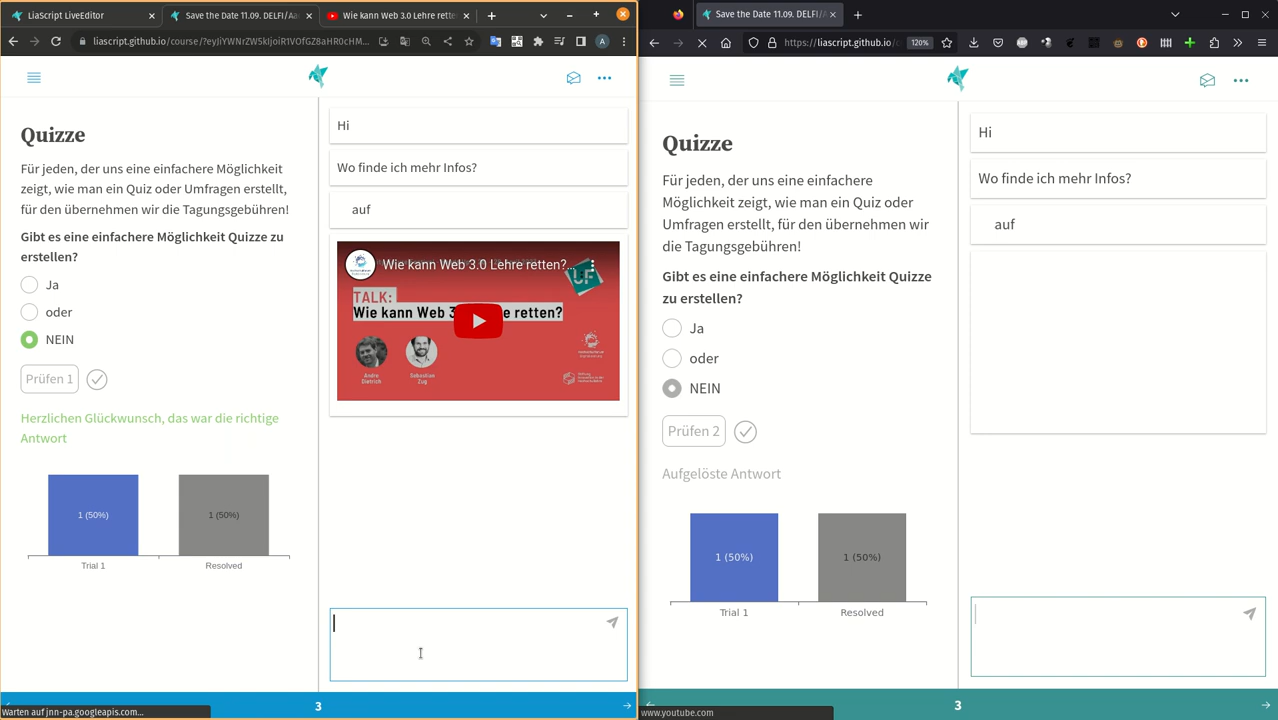 LiaScript LiveEditor
Save the Date 11.09. DELFI/Aa
Wie kann Web 3.0 Lehre rette
liascript.github.io/course/?eyJiYWNrZW5kIjoiR1VOfGZ8aHR0cHM...
A
Quizze
Für jeden, der uns eine einfachere Möglichkeit
zeigt, wie man ein Quiz oder Umfragen erstellt,
für den übernehmen wir die Tagungsgebühren!
Gibt es eine einfachere Möglichkeit Quizze zu
erstellen?
Ja
oder
NEIN
Prüfen 1
Herzlichen Glückwunsch, das war die richtige
Antwort
1 (50%)
1 (50%)
Trial 1
Resolved
Hi
Wo finde ich mehr Infos?
auf
Wie kann Web 3.0 Lehre retten?...
TALK:
Wie kann Web 3 re retten?
Andre
Dietrich
Sebastian
Zug
3
Warten auf jnn-pa.googleapis.com...
Save the Date 11.09. DELFI/A
https://liascript.github.io/c
120%
Quizze
Für jeden, der uns eine einfachere
Möglichkeit zeigt, wie man ein Quiz oder
Umfragen erstellt, für den übernehmen wir
die Tagungsgebühren!
Gibt es eine einfachere Möglichkeit Quizze
zu erstellen?
Ja
oder
NEIN
Prüfen 2
Aufgelöste Antwort
1 (50%)
1 (50%)
Trial 1
Resolved
Hi
Wo finde ich mehr Infos?
auf
3
www.youtube.com